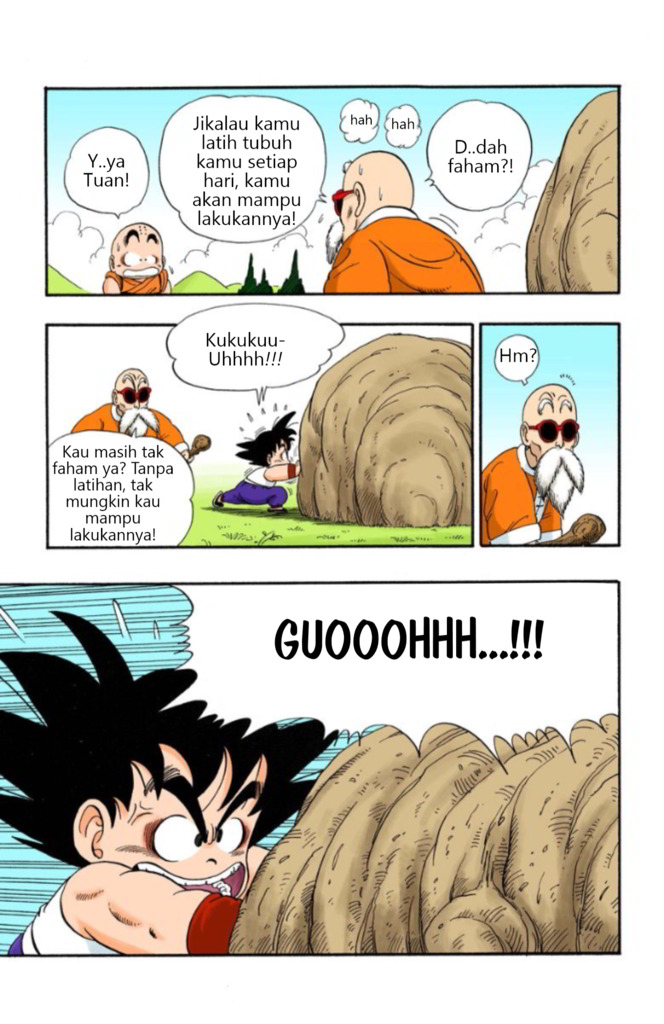 Y..ya
Tuan!
Jikalau kamu
latih tubuh
kamu setiap
hari, kamu
akan mampu
lakukannya!
hah
hah
D..dah
faham?!
Kukukuu-
Uhhhh!!!
Kau masih tak
faham ya? Tanpa
latihan, tak
mungkin kau
mampu
lakukannya!
Hm?
GUOOOHHH...!!!